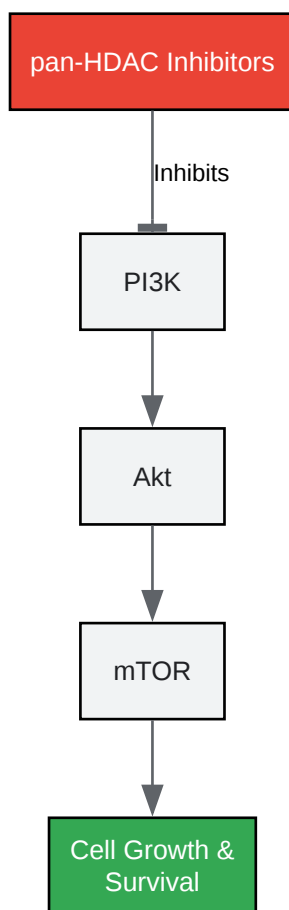 pan-HDAC Inhibitors
Inhibits
PI3K
Akt
mTOR
Cell Growth &
Survival